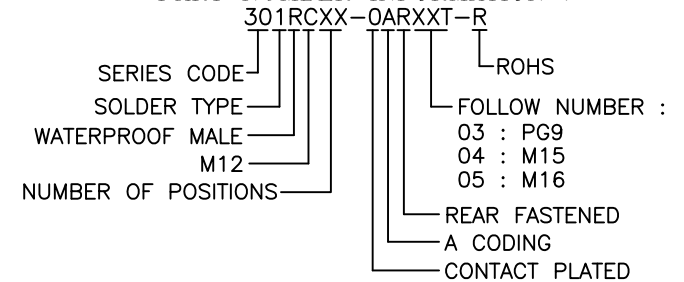 301RCXX-0ARXXT-R
SERIES CODE
SOLDER TYPE
WATERPROOF MALE
M12
NUMBER OF POSITIONS
ROHS
FOLLOW NUMBER :
03 : PG9
04 : M15
05 : M16
REAR FASTENED
A CODING
CONTACT PLATED